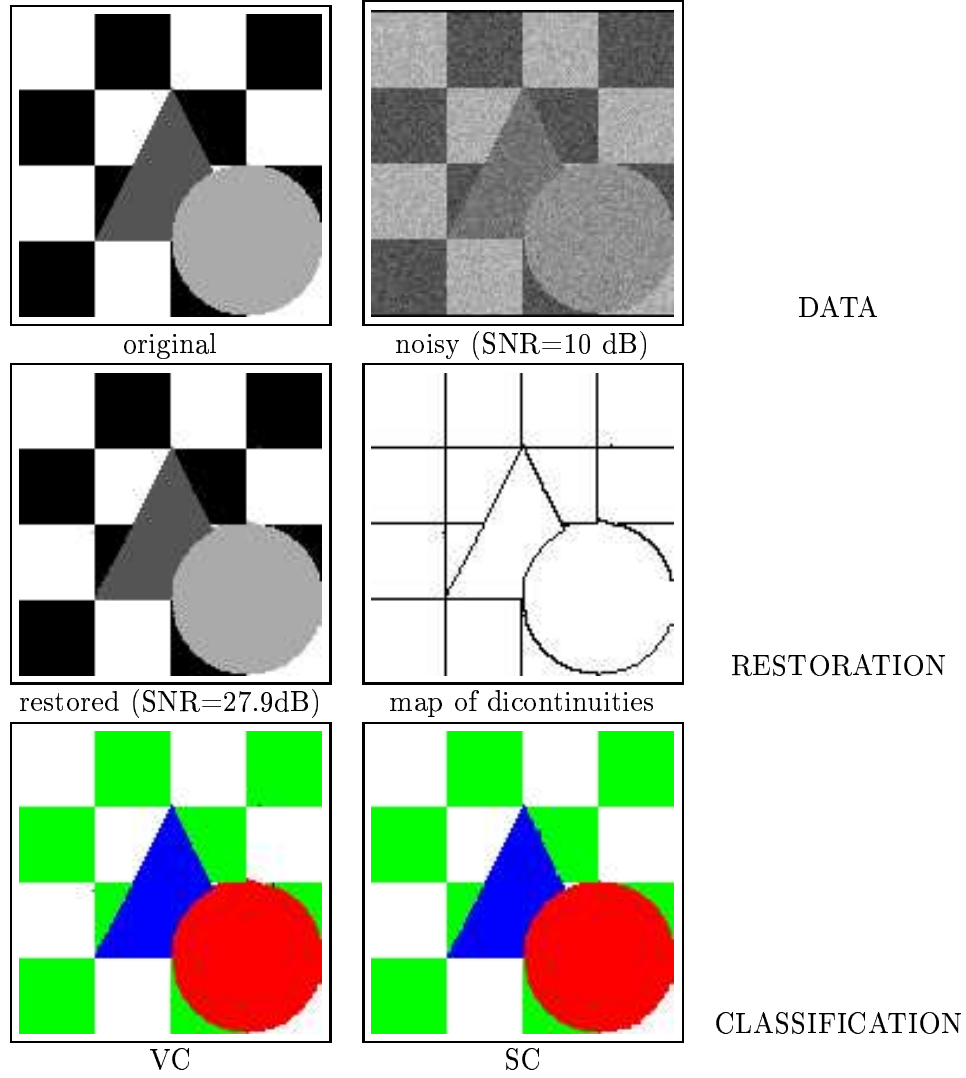 DATA
original
noisy (SNR=10 dB)
RESTORATION
restored (SNR=27.9dB)
map of dicontinuities
CLASSIFICATION
VC
SC